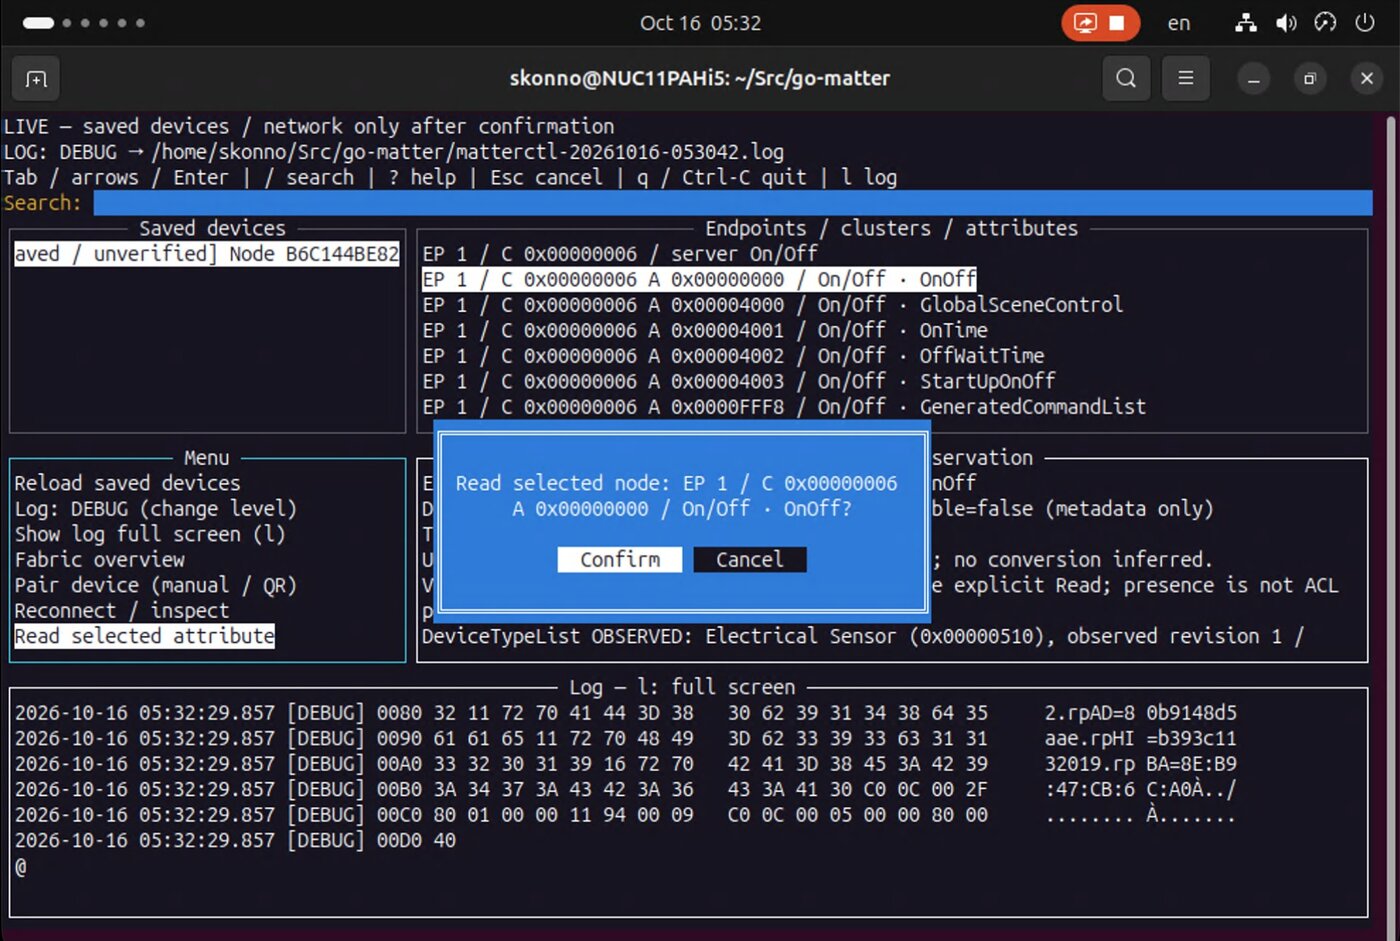 Oct 16 05:32
en
skonno@NUC11PAHi5: ~/Src/go-matter
LIVE — saved devices / network only after confirmation
LOG: DEBUG → /home/skonno/Src/go-matter/matterctl-20261016-053042.log
Tab / arrows / Enter | / search | ? help | Esc cancel | q / Ctrl-C quit | l log
Search:
Saved devices
aved / unverified] Node B6C144BE82
Endpoints / clusters / attributes
EP 1 / C 0x00000006 / server On/Off
EP 1 / C 0x00000006 A 0x00000000 / On/Off · OnOff
EP 1 / C 0x00000006 A 0x00004000 / On/Off · GlobalSceneControl
EP 1 / C 0x00000006 A 0x00004001 / On/Off · OnTime
EP 1 / C 0x00000006 A 0x00004002 / On/Off · OffWaitTime
EP 1 / C 0x00000006 A 0x00004003 / On/Off · StartUpOnOff
EP 1 / C 0x00000006 A 0x0000FFF8 / On/Off · GeneratedCommandList
Menu
Reload saved devices
Log: DEBUG (change level)
Show log full screen (l)
Fabric overview
Pair device (manual / QR)
Reconnect / inspect
Read selected attribute
Read selected node: EP 1 / C 0x00000006
A 0x00000000 / On/Off · OnOff?
Confirm Cancel
servation
E nOff
D ble=false (metadata only)
T
U ; no conversion inferred.
V e explicit Read; presence is not ACL
p
DeviceTypeList OBSERVED: Electrical Sensor (0x00000510), observed revision 1 /
Log — l: full screen
2026-10-16 05:32:29.857 [DEBUG] 0080 32 11 72 70 41 44 3D 38 30 62 39 31 34 38 64 35 2.rpAD=8 0b9148d5
2026-10-16 05:32:29.857 [DEBUG] 0090 61 61 65 11 72 70 48 49 3D 62 33 39 33 63 31 31 aae.rpHI =b393c11
2026-10-16 05:32:29.857 [DEBUG] 00A0 33 32 30 31 39 16 72 70 42 41 3D 38 45 3A 42 39 32019.rp BA=8E:B9
2026-10-16 05:32:29.857 [DEBUG] 00B0 3A 34 37 3A 43 42 3A 36 43 3A 41 30 C0 0C 00 2F :47:CB:6 C:A0À../
2026-10-16 05:32:29.857 [DEBUG] 00C0 80 01 00 00 11 94 00 09 C0 0C 00 05 00 00 80 00 ........ À.......
2026-10-16 05:32:29.857 [DEBUG] 00D0 40
@